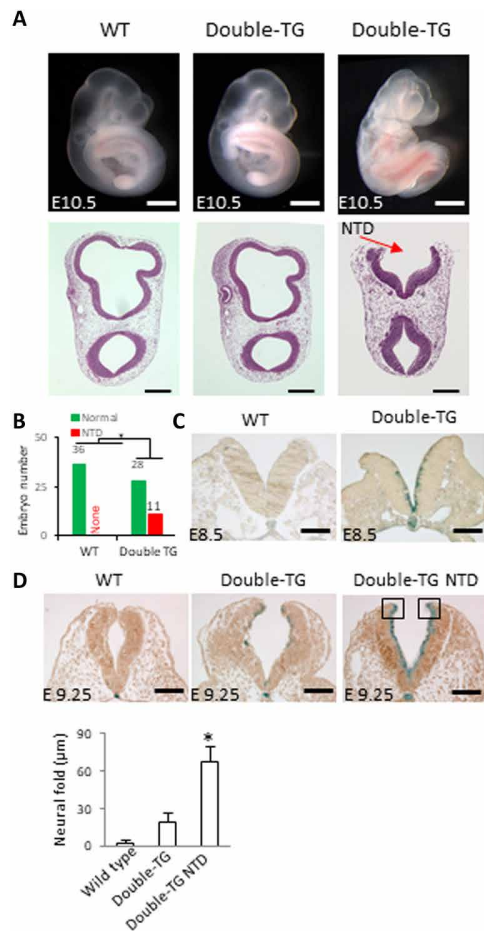 A
WT Double-TG Double-TG
E10.5 E10.5 E10.5
NTD
B
Normal
NTD
*
50
25
0
Embryo number
36
None
28
11
WT Double TG
C
WT Double-TG
E8.5 E8.5
D
WT Double-TG Double-TG NTD
E 9.25 E 9.25 E 9.25
90
60
30
0
Neural fold (µm)
*
Wild type
Double-TG
Double-TG NTD